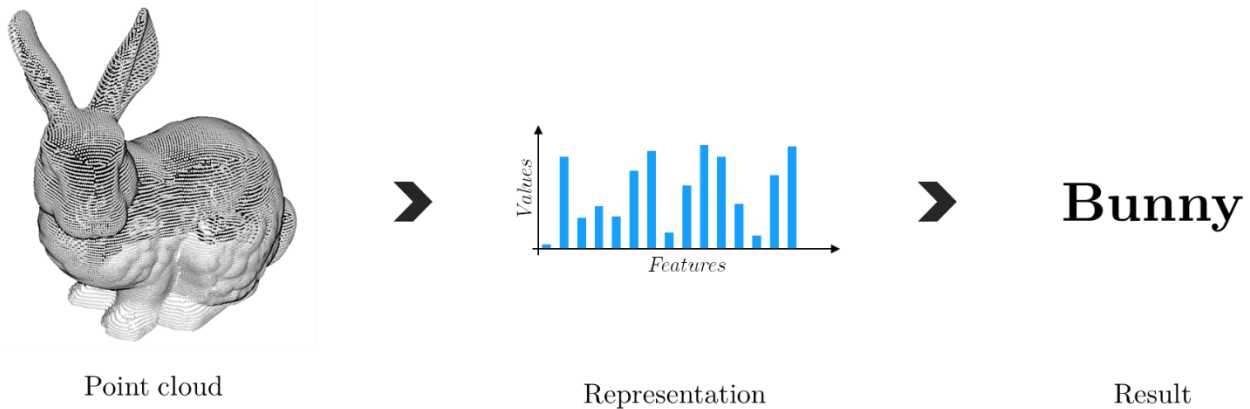 Values
Features
Bunny
Point cloud
Representation
Result